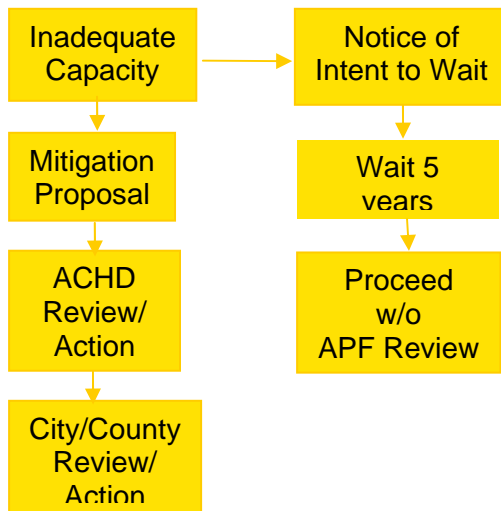 Inadequate
Capacity
Notice of
Intent to Wait
Mitigation
Proposal
Wait 5
years
ACHD
Review/
Action
Proceed
w/o
APF Review
City/County
Review/
Action